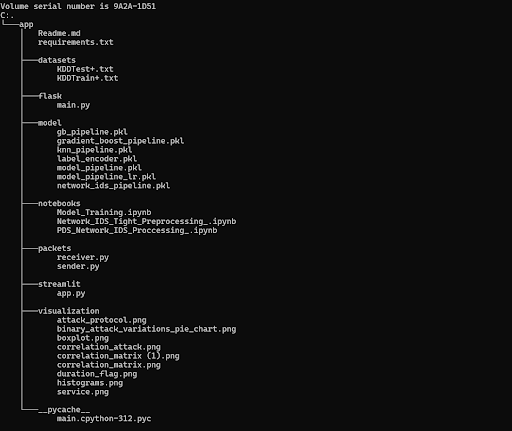 Volume serial number is 9A2A-1D51
C:.
└───app
    │   Readme.md
    │   requirements.txt
    │
    ├───datasets
    │       KDDTest+.txt
    │       KDDTrain+.txt
    │
    ├───flask
    │       main.py
    │
    ├───model
    │       gb_pipeline.pkl
    │       gradient_boost_pipeline.pkl
    │       knn_pipeline.pkl
    │       label_encoder.pkl
    │       model_pipeline.pkl
    │       model_pipeline_lr.pkl
    │       network_ids_pipeline.pkl
    │
    ├───notebooks
    │       Model_Training.ipynb
    │       Network_IDS_Tight_Preprocessing_.ipynb
    │       PDS_Network_IDS_Proccessing_.ipynb
    │
    ├───packets
    │       receiver.py
    │       sender.py
    │
    ├───streamlit
    │       app.py
    │
    ├───visualization
    │       attack_protocol.png
    │       binary_attack_variations_pie_chart.png
    │       boxplot.png
    │       correlation_attack.png
    │       correlation_matrix (1).png
    │       correlation_matrix.png
    │       duration_flag.png
    │       histograms.png
    │       service.png
    │
    └───__pycache__
            main.cpython-312.pyc